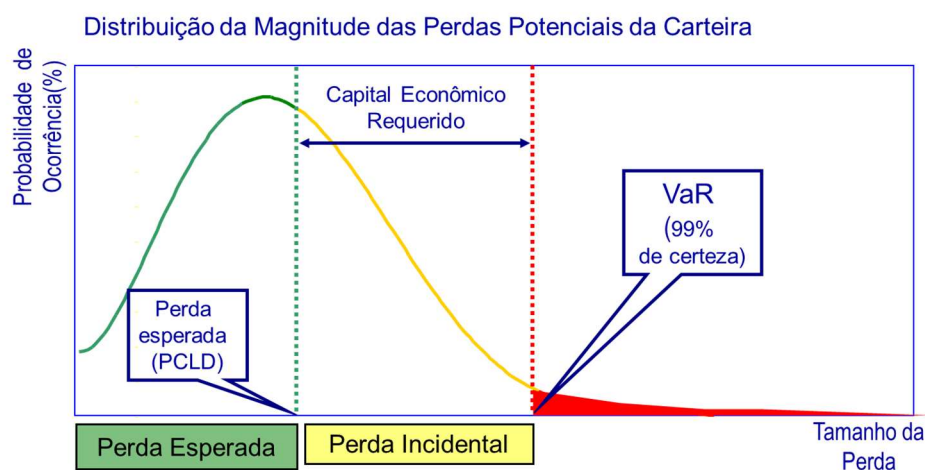 Distribuição da Magnitude das Perdas Potenciais da Carteira
Probabilidade de
Ocorrência(%)
Capital Econômico
Requerido
VaR
(99%
de certeza)
Perda
esperada
(PCLD)
Perda Esperada
Perda Incidental
Tamanho da
Perda